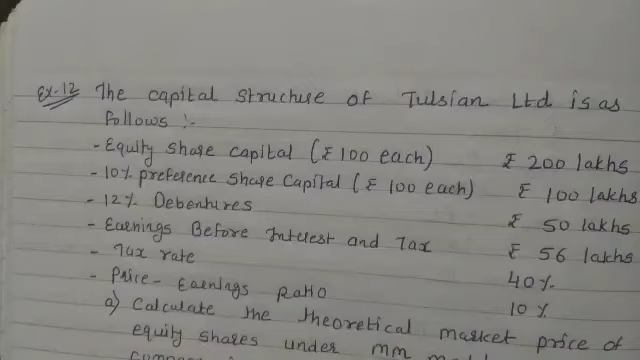 Ex.12 The capital structure of Tulsian Ltd is as
follows :-
- Equity share capital (₹ 100 each) ₹ 200 lakhs
- 10% preference share capital (₹ 100 each) ₹ 100 lakhs
- 12% Debentures ₹ 50 lakhs
- Earnings Before Interest and Tax ₹ 56 lakhs
- Tax rate 40%
- Price - Earnings Ratio 10%
a) Calculate the theoretical market price of
equity shares under mm